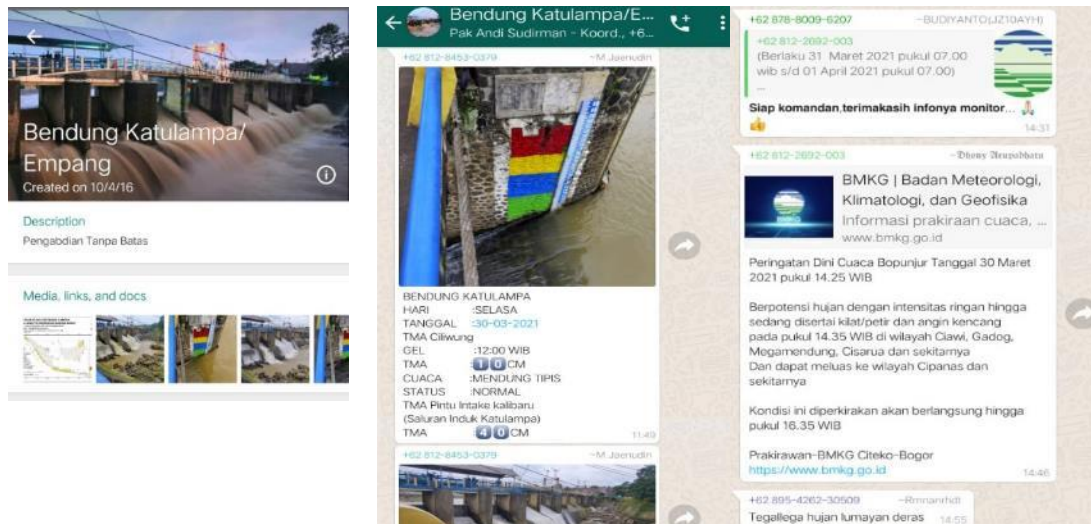 Bendung Katulampa/
Empang
Created on 10/4/16
Description
Pengabdian Tanpa Batas
Media, links, and docs
Bendung Katulampa/E...
Pak Andi Sudirman - Koord., +6...
+62 812-8453-0379 ~M.Jaenudin
BENDUNG KATULAMPA
HARI :SELASA
TANGGAL :30-03-2021
TMA Ciliwung
GEL :12:00 WIB
TMA :10CM
CUACA :MENDUNG TIPIS
STATUS :NORMAL
TMA Pintu Intake kalibaru
(Saluran Induk Katulampa)
TMA :40CM
11:49
+62 812-8453-0379 ~M.Jaenudin
+62 878-8009-6207 ~BUDIYANTO(JZ10AYH)
+62 812-2692-003
(Berlaku 31 Maret 2021 pukul 07.00
wib s/d 01 April 2021 pukul 07.00)
...
Siap komandan,terimakasih infonya monitor... 🙏
👍
14:31
+62 812-2692-003 ~Dhony Arupabhata
BMKG | Badan Meteorologi,
Klimatologi, dan Geofisika
Informasi prakiraan cuaca, ...
www.bmkg.go.id
Peringatan Dini Cuaca Bopunjur Tanggal 30 Maret
2021 pukul 14.25 WIB
Berpotensi hujan dengan intensitas ringan hingga
sedang disertai kilat/petir dan angin kencang
pada pukul 14.35 WIB di wilayah Ciawi, Gadog,
Megamendung, Cisarua dan sekitarnya
Dan dapat meluas ke wilayah Cipanas dan
sekitarnya
Kondisi ini diperkirakan akan berlangsung hingga
pukul 16.35 WIB
Prakirawan-BMKG Citeko-Bogor
https://www.bmkg.go.id
14:46
+62 895-4262-30509 ~Rmnanrhdt
Tegallega hujan lumayan deras 14:55